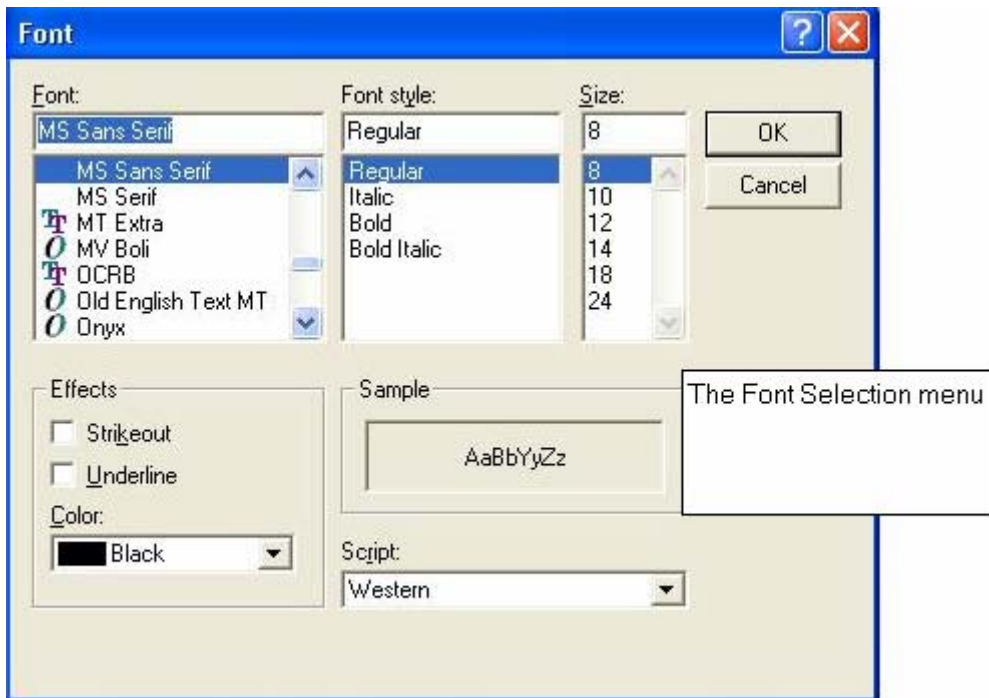 Font
Font:
MS Sans Serif
MS Sans Serif
MS Serif
MT Extra
MV Boli
OCRB
Old English Text MT
Onyx
Font style:
Regular
Regular
Italic
Bold
Bold Italic
Size:
8
8
10
12
14
18
24
OK
Cancel
Effects
Strikeout
Underline
Color:
Black
Sample
AaBbYyZz
The Font Selection menu
Script:
Western